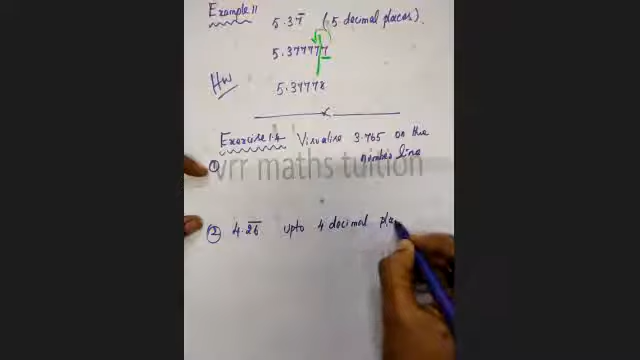 Example 11 5.37̅ (5 decimal places).
5.377777
HW 5.37778
Exercise 1.4 Visualise 3.765 on the
① number line
vrr maths tuition
② 4.2̅6̅ upto 4 decimal pla